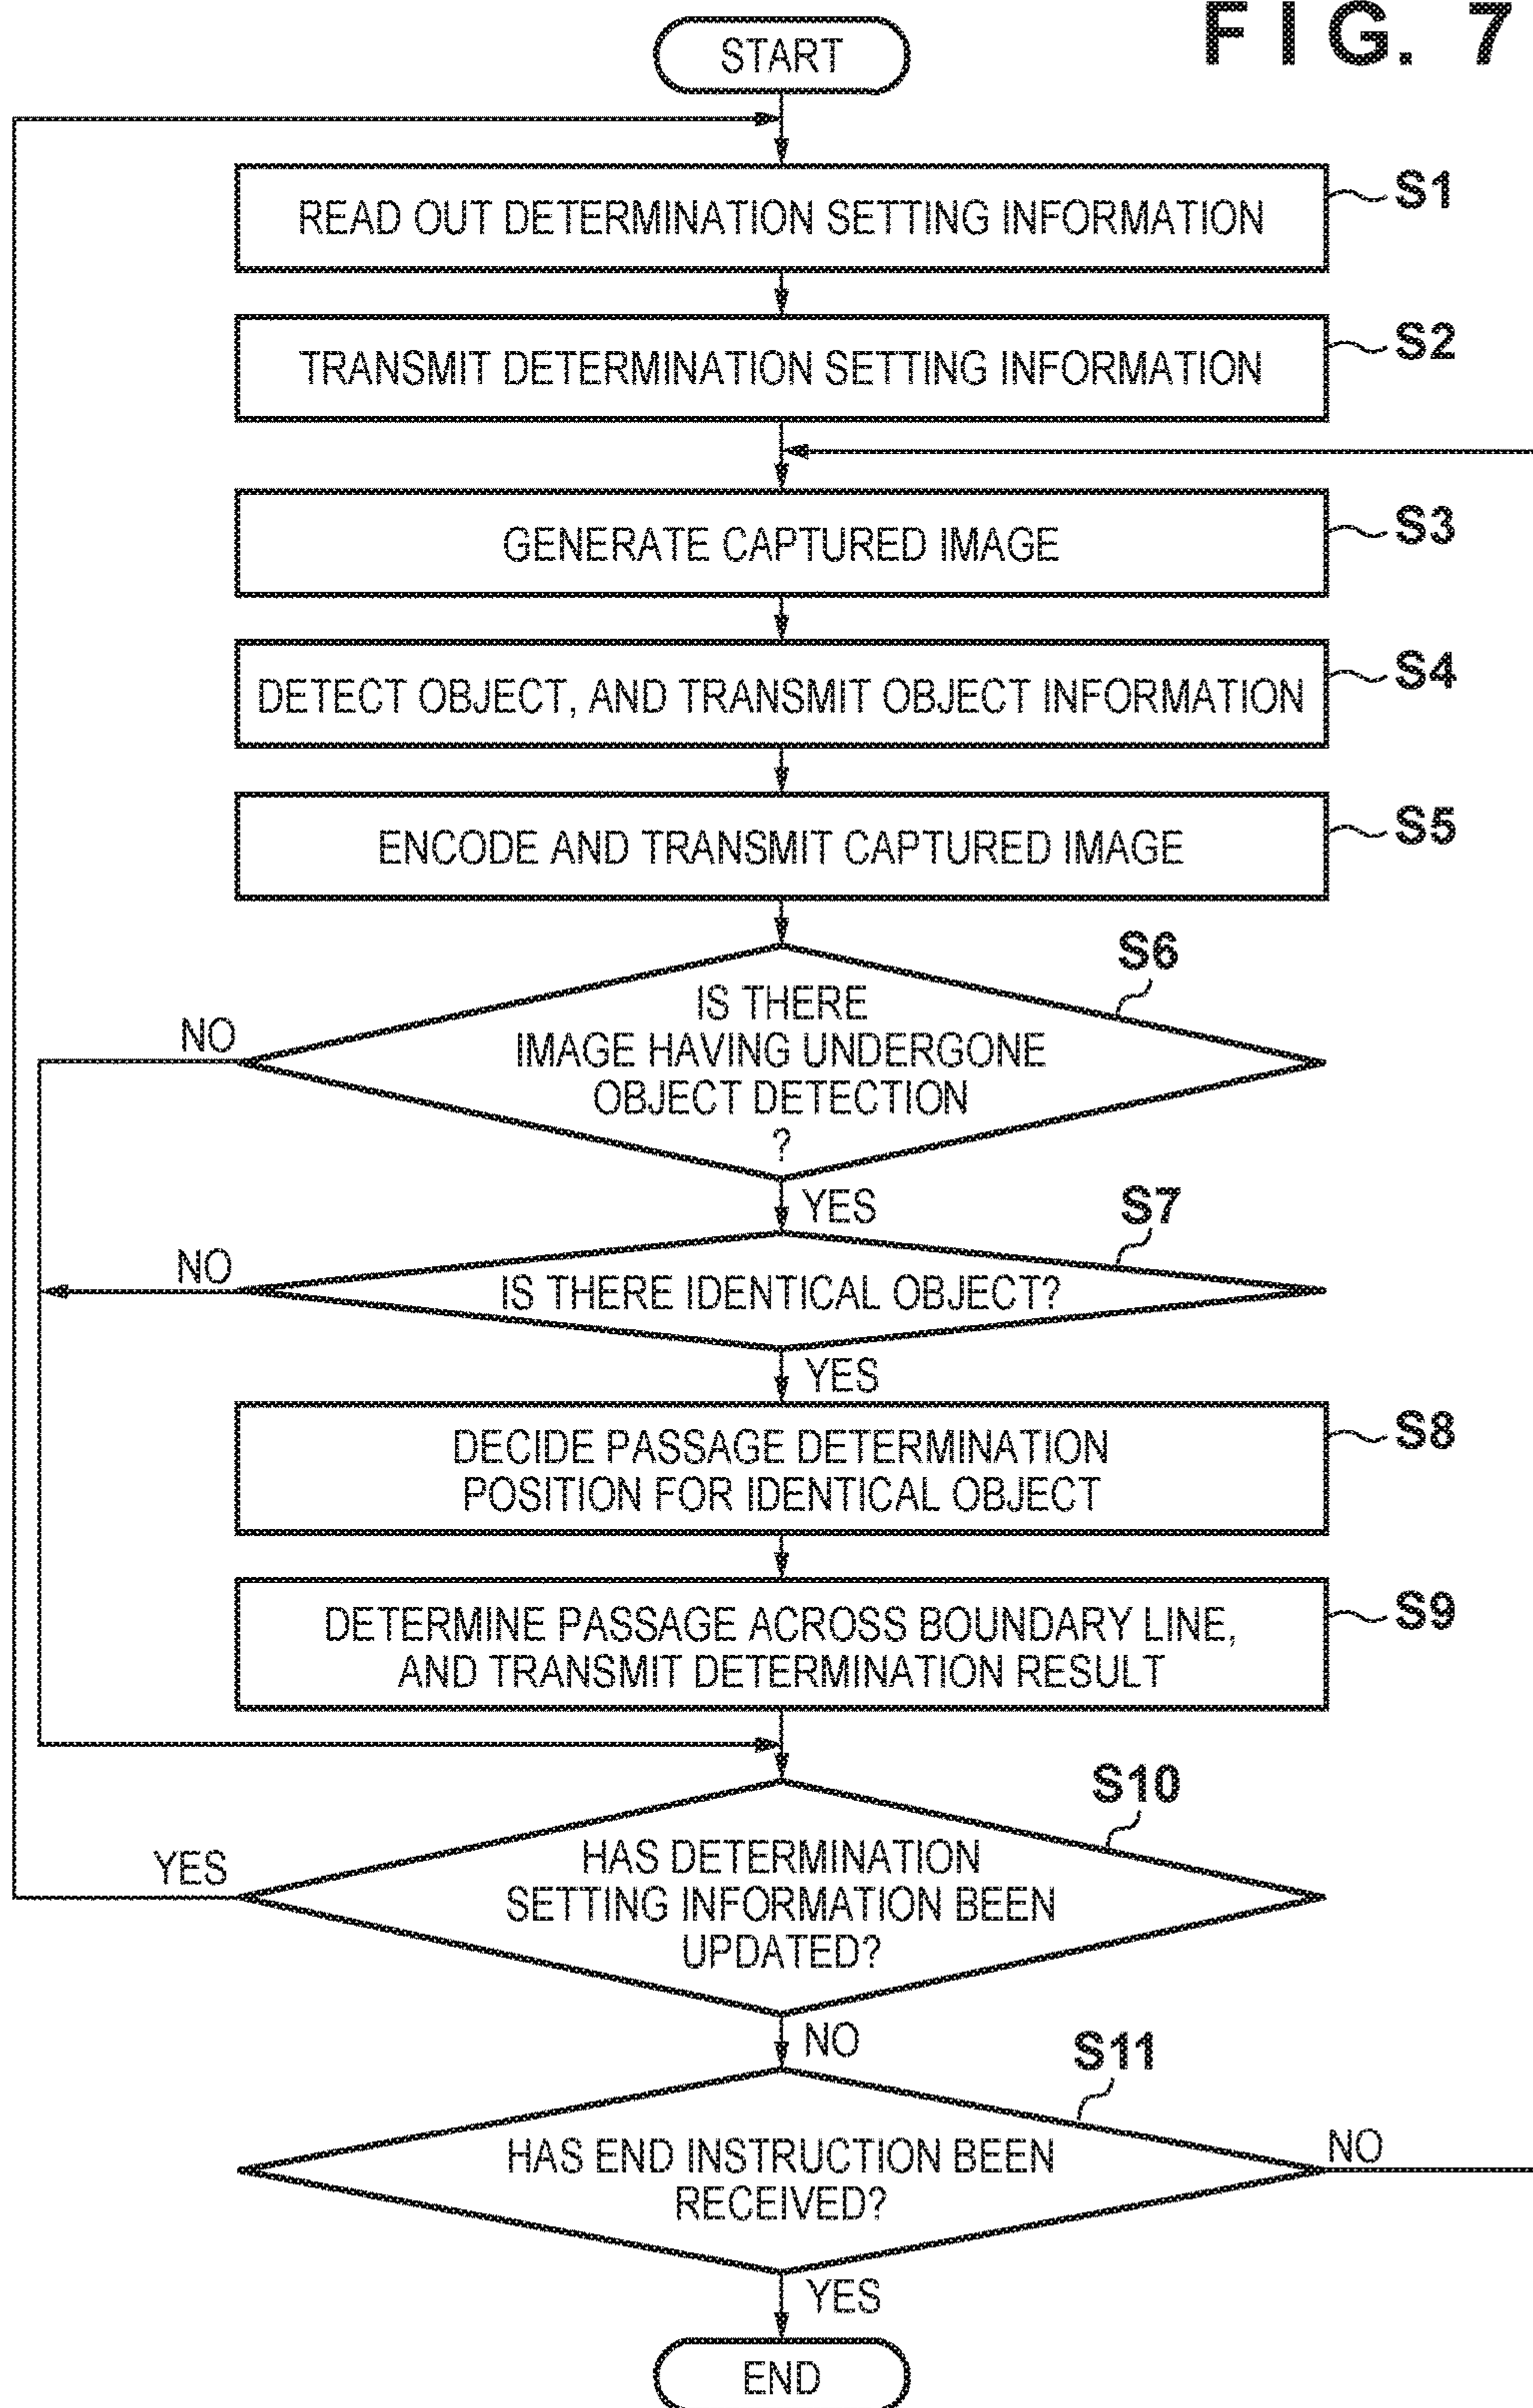 FIG. 7
START
READ OUT DETERMINATION SETTING INFORMATION
S1
TRANSMIT DETERMINATION SETTING INFORMATION
S2
GENERATE CAPTURED IMAGE
S3
DETECT OBJECT, AND TRANSMIT OBJECT INFORMATION
S4
ENCODE AND TRANSMIT CAPTURED IMAGE
S5
S6
IS THERE
IMAGE HAVING UNDERGONE
OBJECT DETECTION
?
NO
YES
S7
IS THERE IDENTICAL OBJECT?
NO
YES
DECIDE PASSAGE DETERMINATION
POSITION FOR IDENTICAL OBJECT
S8
DETERMINE PASSAGE ACROSS BOUNDARY LINE,
AND TRANSMIT DETERMINATION RESULT
S9
S10
HAS DETERMINATION
SETTING INFORMATION BEEN
UPDATED?
YES
NO
S11
HAS END INSTRUCTION BEEN
RECEIVED?
NO
YES
END